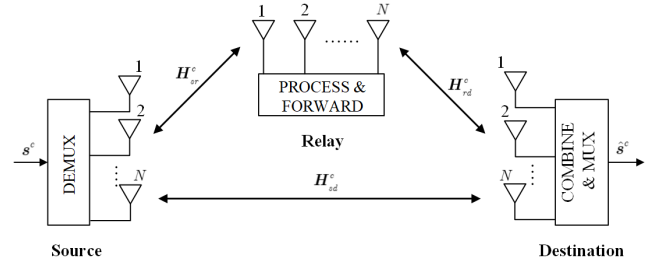 1 2 ...... N
PROCESS &
FORWARD
Relay
H^c_sr
H^c_rd
s^c
DEMUX
1
2
......
N
Source
H^c_sd
1
2
......
N
COMBINE
& MUX
ŝ^c
Destination